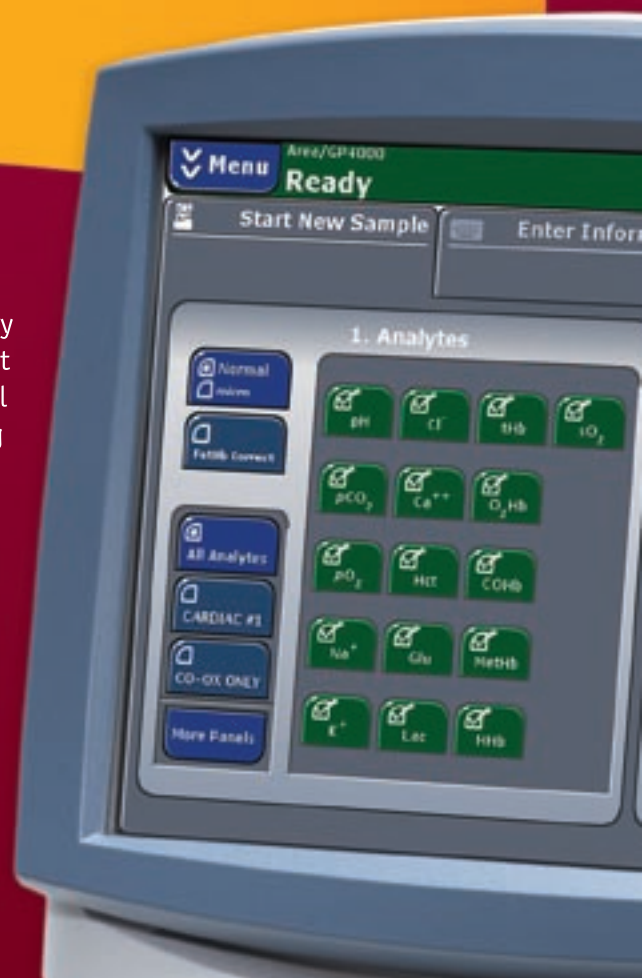 Menu
Area/GP4000
Ready
Start New Sample
Enter Inform
y
t
l
g
1. Analytes
Normal
micro
FetHb Correct
All Analytes
CARDIAC #1
CO-OX ONLY
More Panels
pH
Cl⁻
tHb
sO₂
pCO₂
Ca⁺⁺
O₂Hb
pO₂
Hct
COHb
Na⁺
Glu
MetHb
K⁺
Lac
HHb